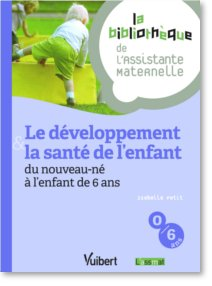 la
bibliothèque
de
l'Assistante
maternelle
Le développement
& la santé de l'enfant
du nouveau-né
à l'enfant de 6 ans
isabelle Petit
0/6
ans
Vuibert
L'assmat